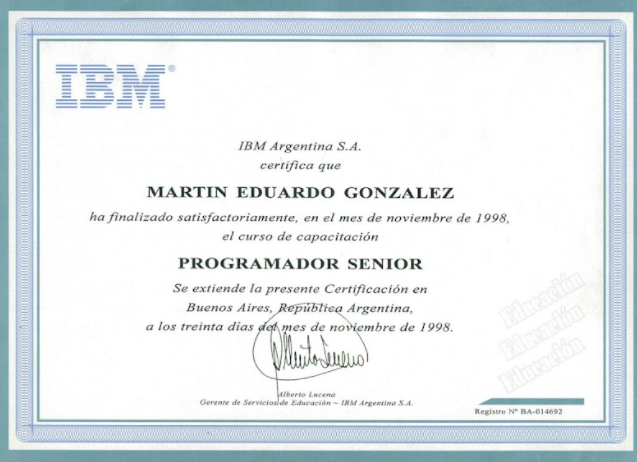 IBM®
IBM Argentina S.A.
certifica que
MARTIN EDUARDO GONZALEZ
ha finalizado satisfactoriamente, en el mes de noviembre de 1998,
el curso de capacitación
PROGRAMADOR SENIOR
Se extiende la presente Certificación en
Buenos Aires, República Argentina,
a los treinta días del mes de noviembre de 1998.
Alberto Lucena
Gerente de Servicios de Educación – IBM Argentina S.A.
Educación
Educación
Educación
Registro Nº BA-014692